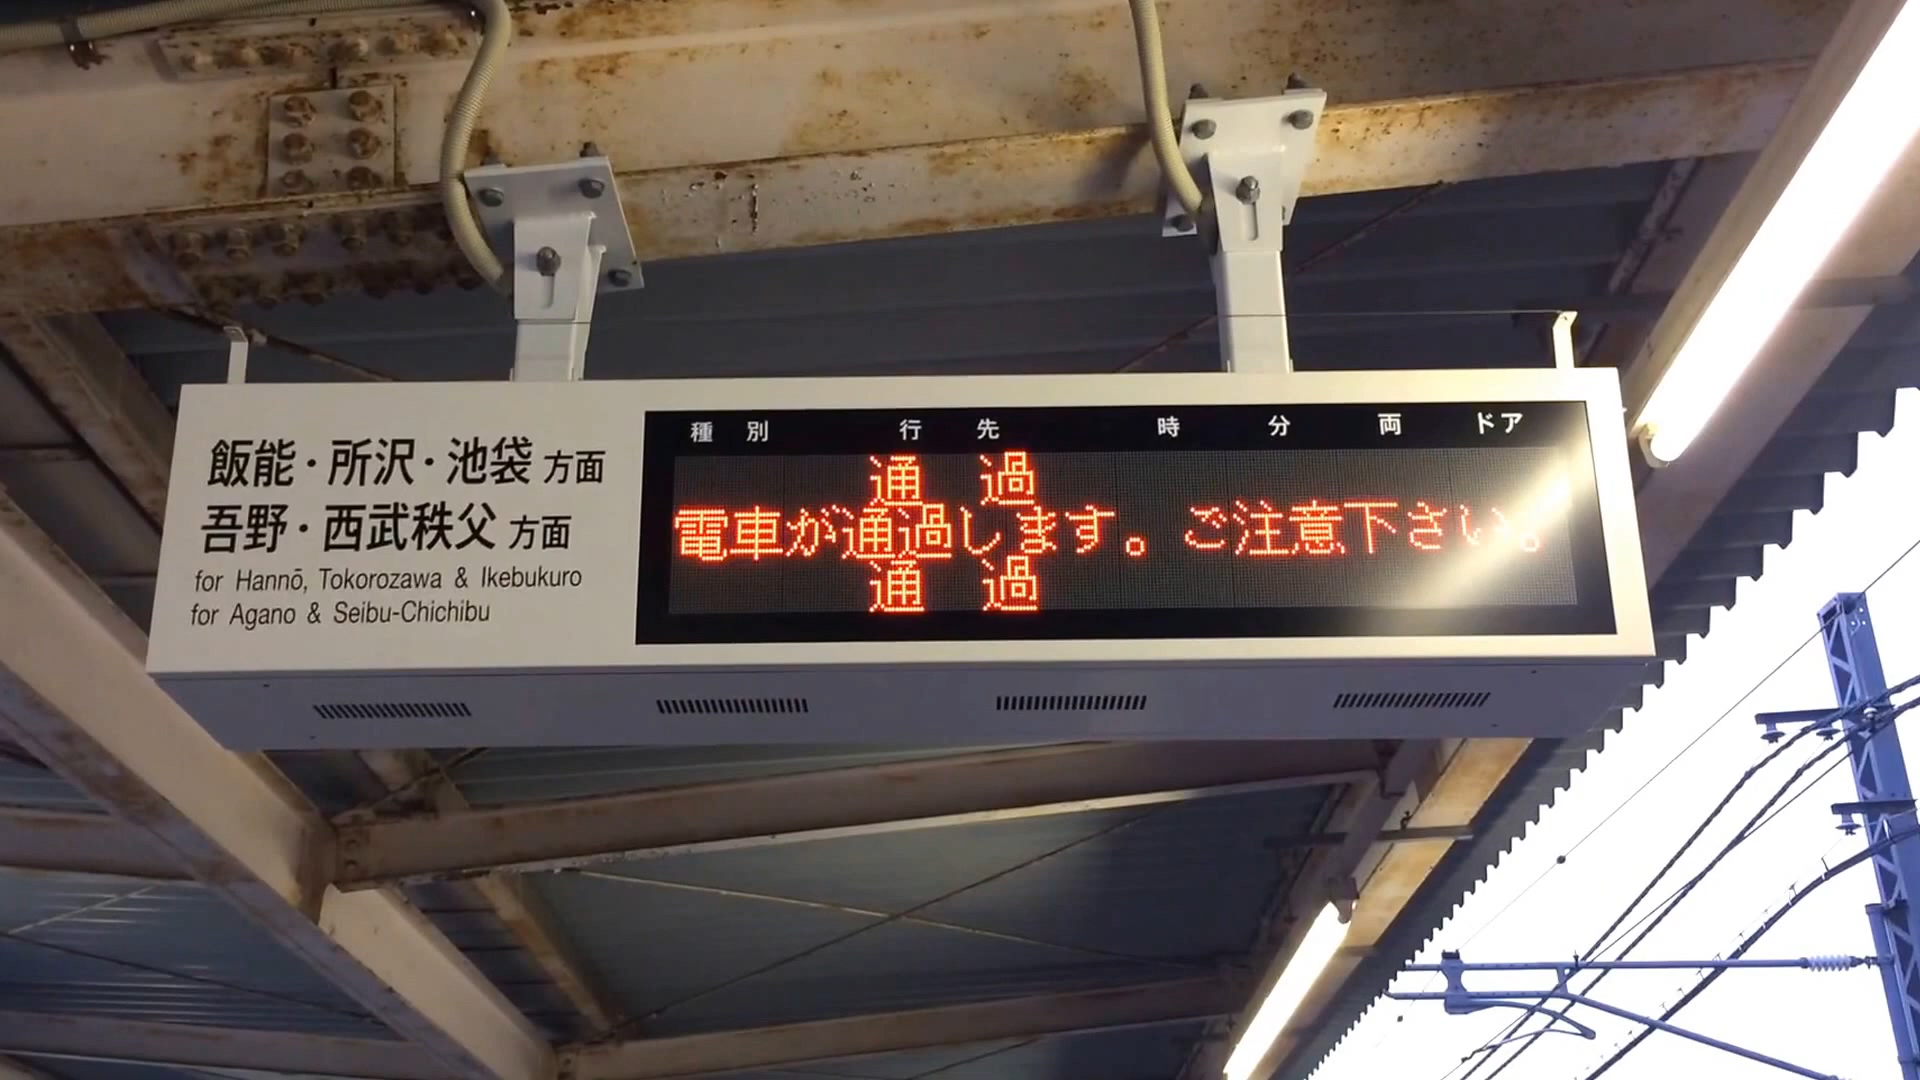 飯能・所沢・池袋 方面
吾野・西武秩父 方面
for Hannō, Tokorozawa & Ikebukuro
for Agano & Seibu-Chichibu
種別 行先 時 分 両 ドア
通過
電車が通過します。ご注意下さい。
通過